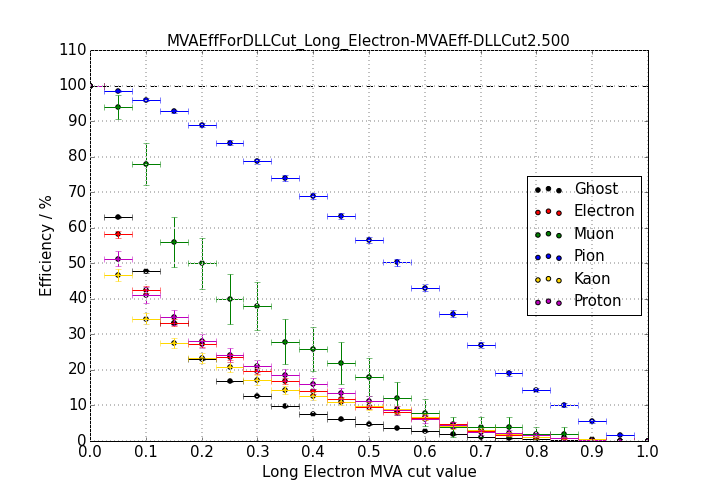 MVAEffForDLLCut_Long_Electron-MVAEff-DLLCut2.500
110
100
90
80
70
60
50
40
30
20
10
0
Efficiency / %
Ghost
Electron
Muon
Pion
Kaon
Proton
0.0 0.1 0.2 0.3 0.4 0.5 0.6 0.7 0.8 0.9 1.0
Long Electron MVA cut value